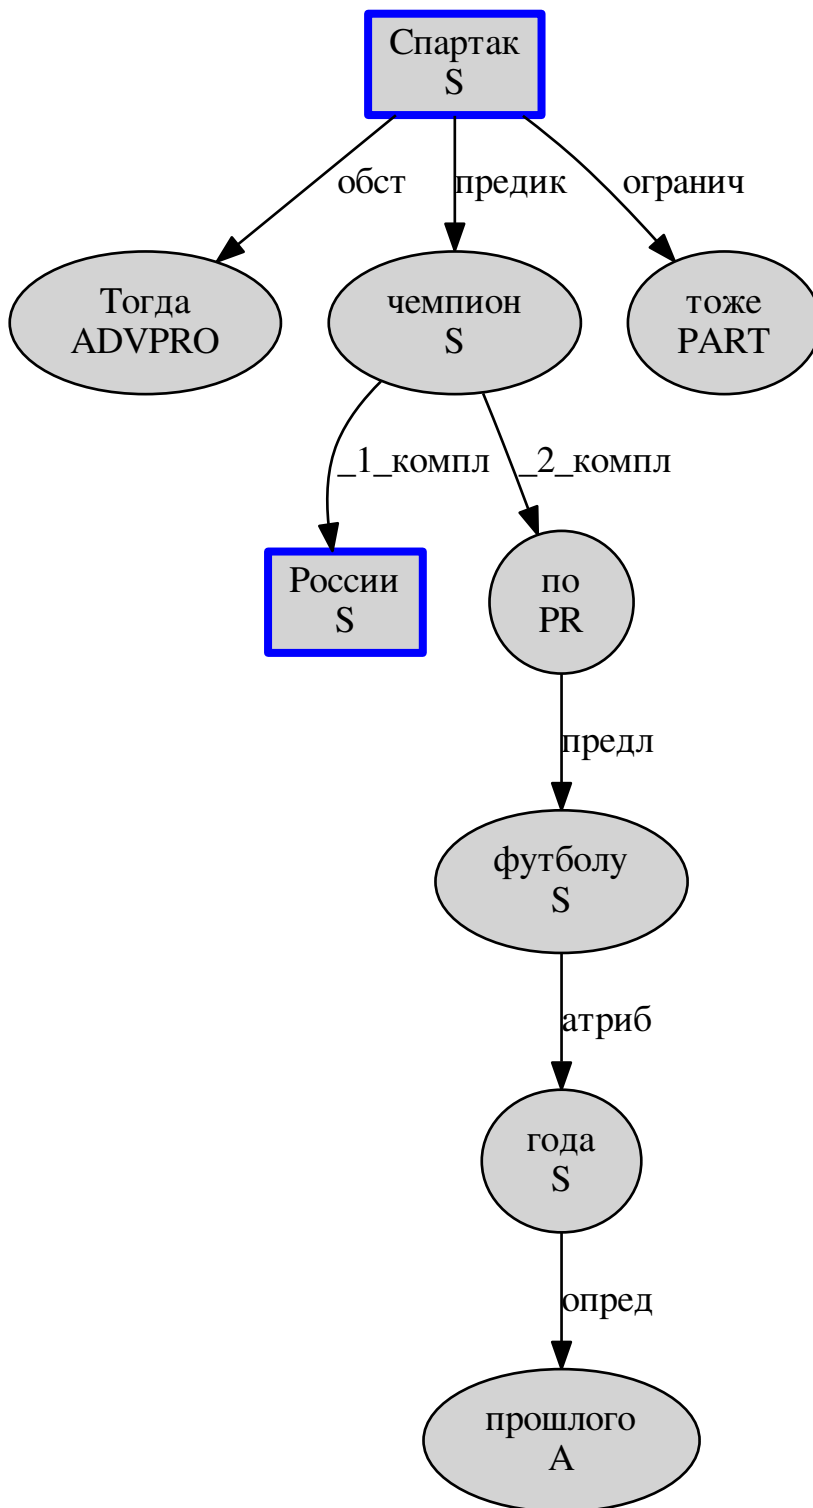 Спартак
S
обст
предик
огранич
Тогда
ADVPRO
чемпион
S
тоже
PART
_1_компл
_2_компл
России
S
по
PR
предл
футболу
S
атриб
года
S
опред
прошлого
A